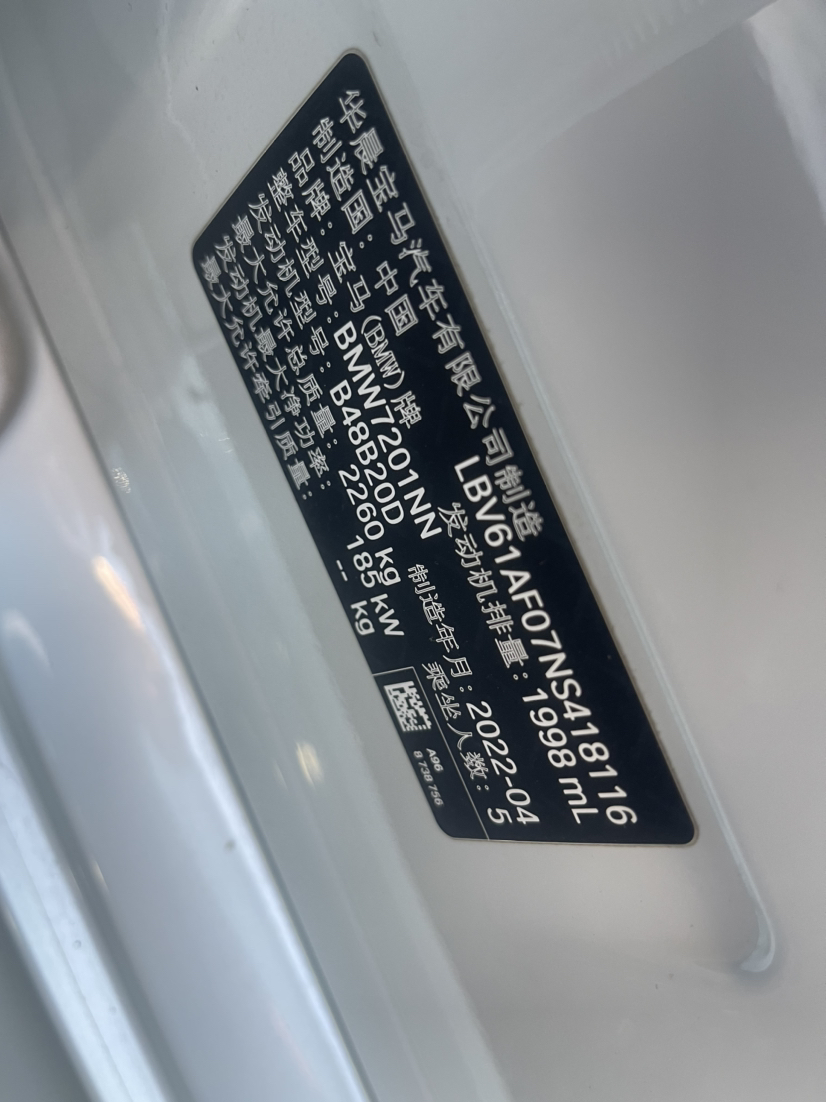 华晨宝马汽车有限公司制造
制造国：中国 LBV61AF07NS418116
品牌：宝马(BMW)牌 发动机排量：1998 mL
整车型号：BMW7201NN
发动机型号：B48B20D 制造年月：2022-04
最大允许总质量：2260 kg 乘坐人数：5
发动机最大净功率：185 kW
最大允许牵引质量：-- kg
A96
8 738 756